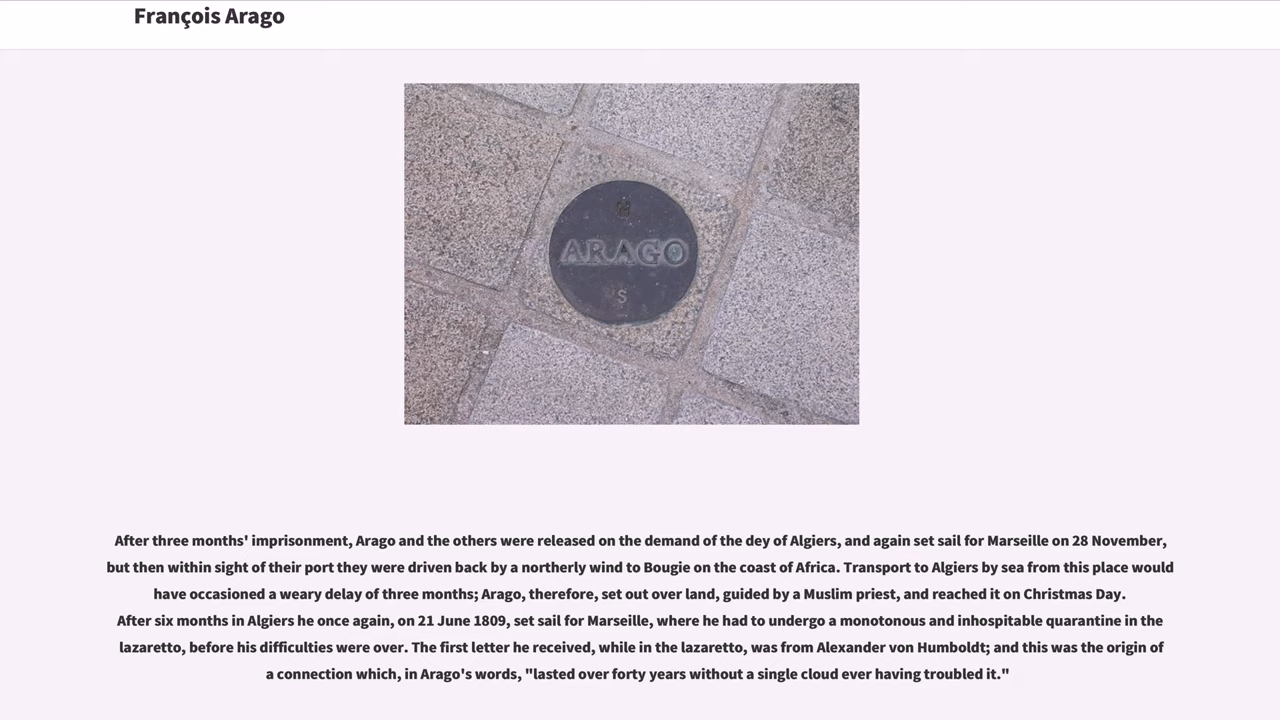 François Arago
ARAGO
S
After three months' imprisonment, Arago and the others were released on the demand of the dey of Algiers, and again set sail for Marseille on 28 November,
but then within sight of their port they were driven back by a northerly wind to Bougie on the coast of Africa. Transport to Algiers by sea from this place would
have occasioned a weary delay of three months; Arago, therefore, set out over land, guided by a Muslim priest, and reached it on Christmas Day.
After six months in Algiers he once again, on 21 June 1809, set sail for Marseille, where he had to undergo a monotonous and inhospitable quarantine in the
lazaretto, before his difficulties were over. The first letter he received, while in the lazaretto, was from Alexander von Humboldt; and this was the origin of
a connection which, in Arago's words, "lasted over forty years without a single cloud ever having troubled it."